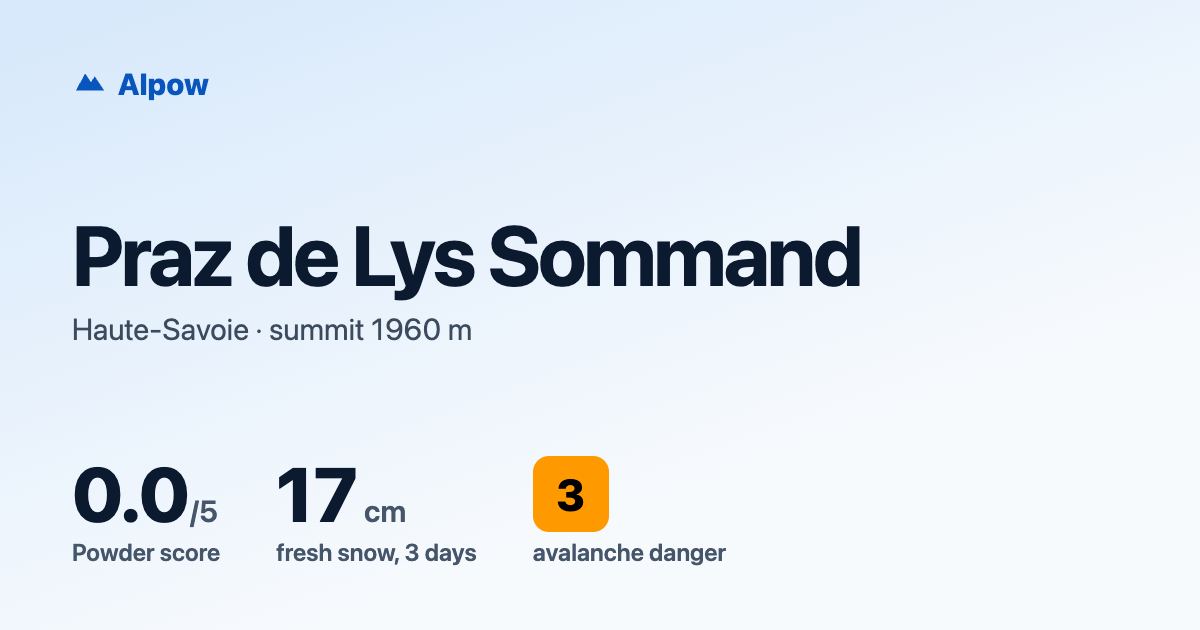 Alpow
Praz de Lys Sommand
Haute-Savoie · summit 1960 m
0.0/5
Powder score
17 cm
fresh snow, 3 days
3
avalanche danger